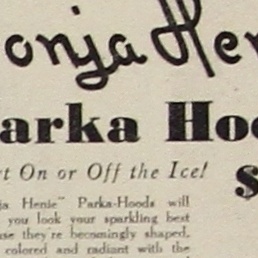 onja He
arka Hoo
t On or Off the Ice!
s
ja Henie" Parka-Hoods will
you look your sparkling best
se they're becomingly shaped,
colored and radiant with the